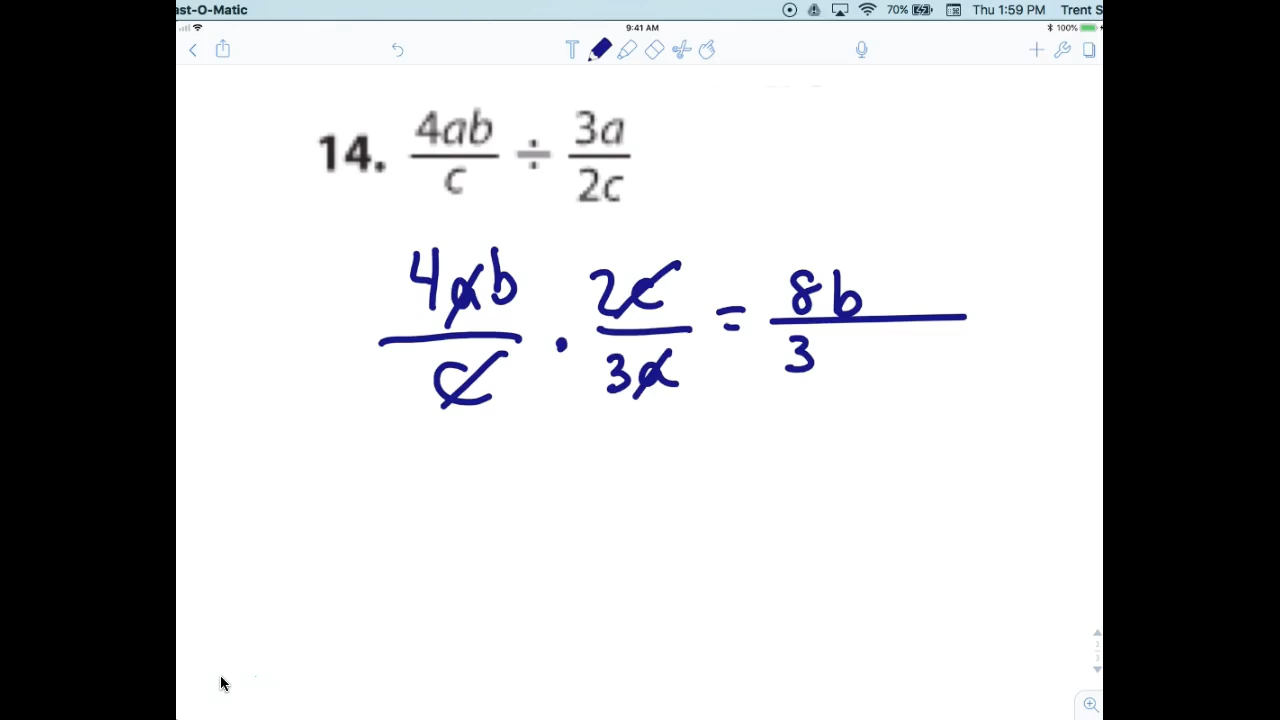 ast-O-Matic 70% Thu 1:59 PM Trent S
9:41 AM 100%
T
14. 4ab/c ÷ 3a/2c
4ab/c · 2c/3a = 8b/3